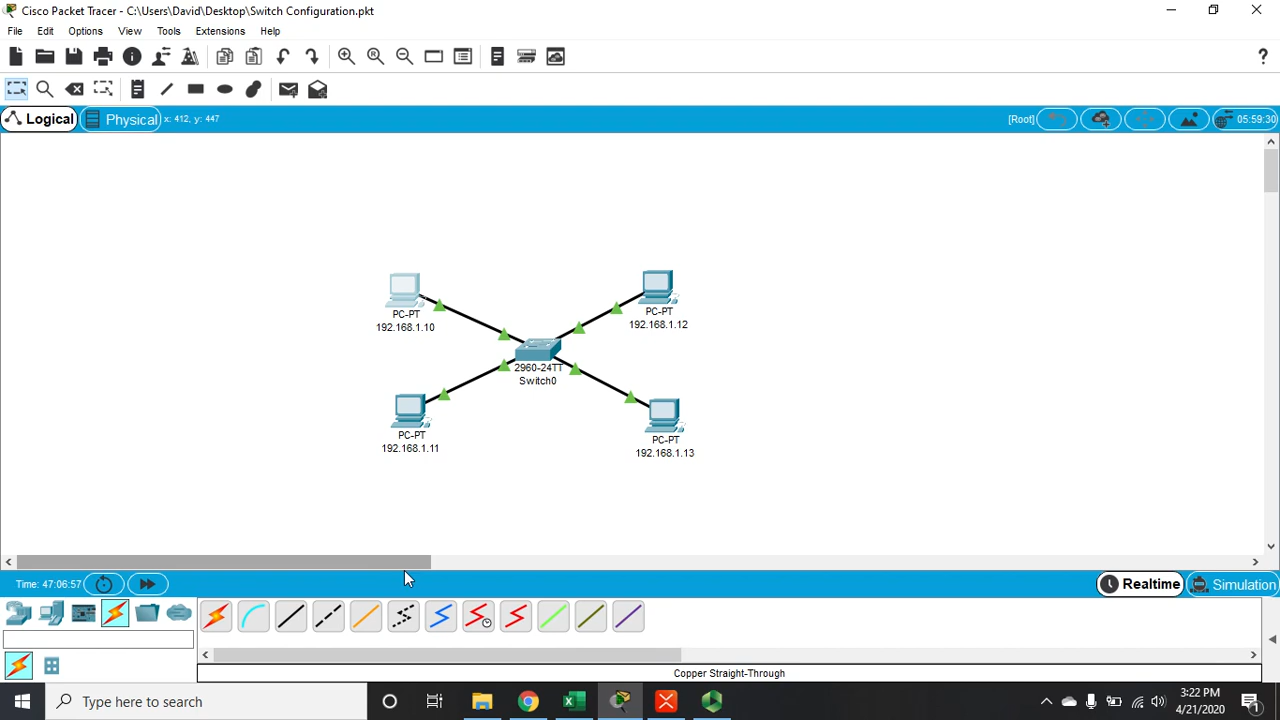 Cisco Packet Tracer - C:\Users\David\Desktop\Switch Configuration.pkt
File Edit Options View Tools Extensions Help
?
Logical Physical x: 412, y: 447 [Root] 05:59:30
PC-PT
192.168.1.10
PC-PT
192.168.1.12
2960-24TT
Switch0
PC-PT
192.168.1.11
PC-PT
192.168.1.13
Time: 47:06:57 Realtime Simulation
Copper Straight-Through
Type here to search
3:22 PM
4/21/2020
1